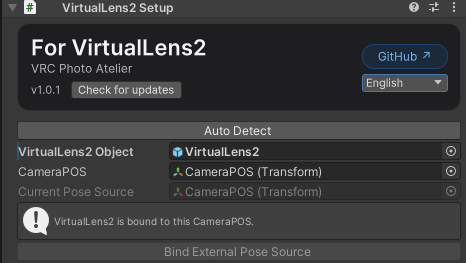 VirtualLens2 Setup
For VirtualLens2
VRC Photo Atelier
GitHub ↗
v1.0.1 Check for updates
English
Auto Detect
VirtualLens2 Object VirtualLens2
CameraPOS CameraPOS (Transform)
Current Pose Source CameraPOS (Transform)
VirtualLens2 is bound to this CameraPOS.
Bind External Pose Source